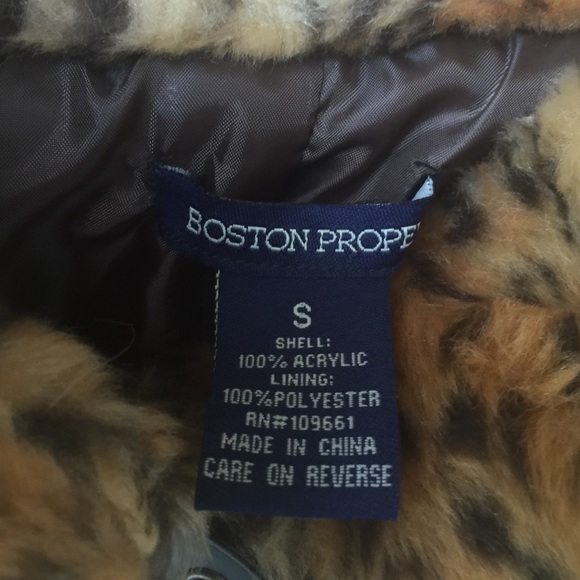 BOSTON PROPE
S
SHELL:
100% ACRYLIC
LINING:
100%POLYESTER
RN#109661
MADE IN CHINA
CARE ON REVERSE